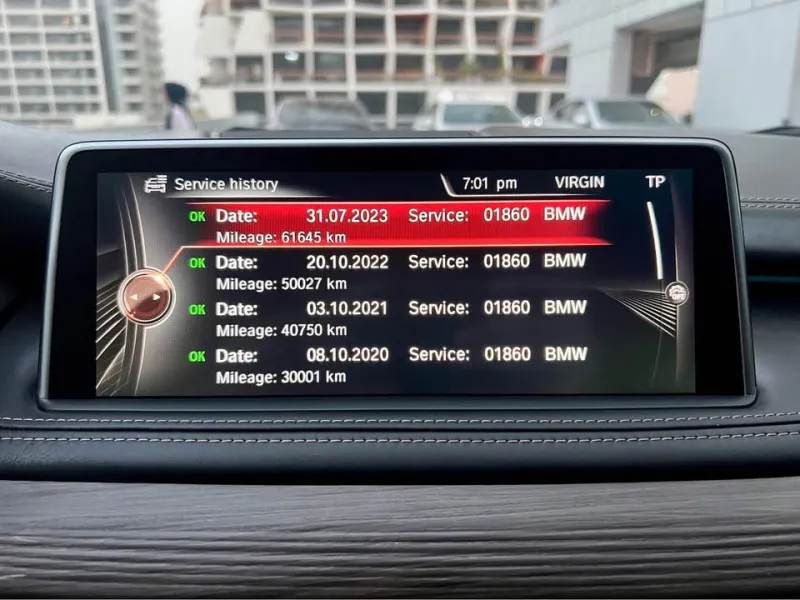 Service history 7:01 pm VIRGIN TP
OK Date: 31.07.2023 Service: 01860 BMW
Mileage: 61645 km
OK Date: 20.10.2022 Service: 01860 BMW
Mileage: 50027 km
OK Date: 03.10.2021 Service: 01860 BMW
Mileage: 40750 km
OK Date: 08.10.2020 Service: 01860 BMW
Mileage: 30001 km